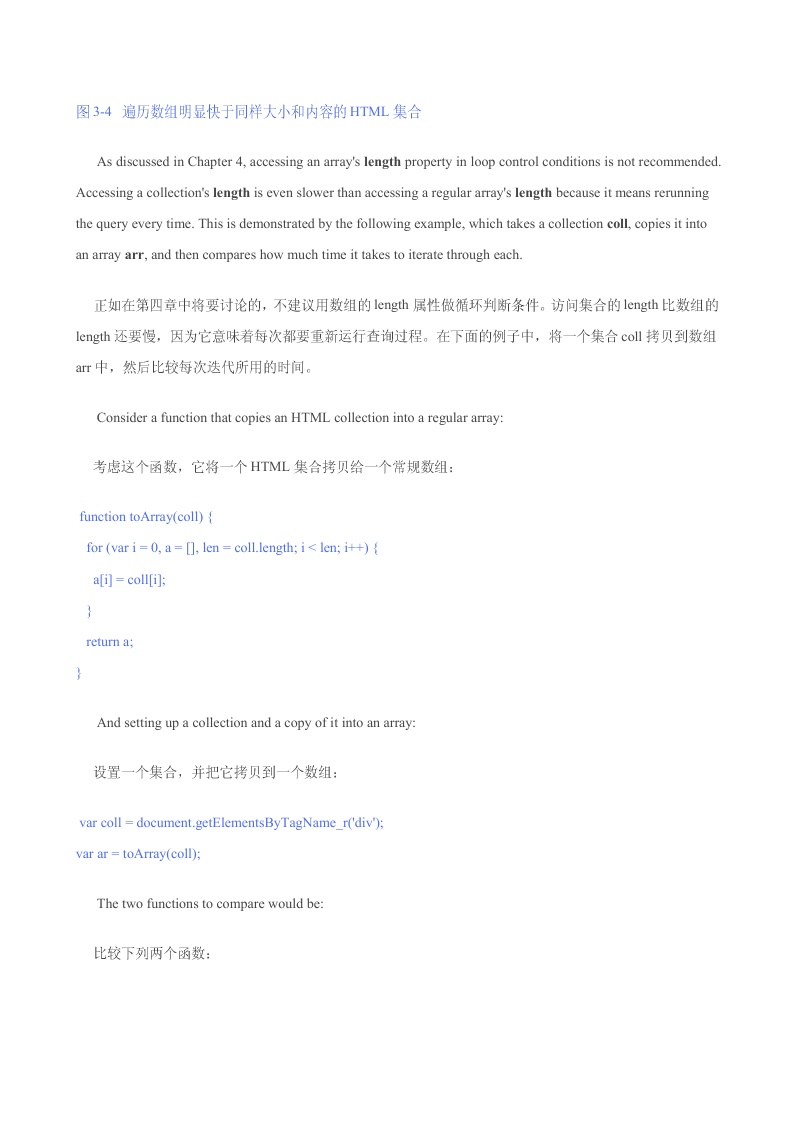 图 3-4 遍历数组明显快于同样大小和内容的 HTML 集合
As discussed in Chapter 4, accessing an array's length property in loop control conditions is not recommended.
Accessing a collection's length is even slower than accessing a regular array's length because it means rerunning
the query every time. This is demonstrated by the following example, which takes a collection coll, copies it into
an array arr, and then compares how much time it takes to iterate through each.
正如在第四章中将要讨论的，不建议用数组的 length 属性做循环判断条件。访问集合的 length 比数组的
length 还要慢，因为它意味着每次都要重新运行查询过程。在下面的例子中，将一个集合 coll 拷贝到数组
arr 中，然后比较每次迭代所用的时间。
Consider a function that copies an HTML collection into a regular array:
考虑这个函数，它将一个 HTML 集合拷贝给一个常规数组：
function toArray(coll) {
for (var i = 0, a = [], len = coll.length; i < len; i++) {
a[i] = coll[i];
}
return a;
}
And setting up a collection and a copy of it into an array:
设置一个集合，并把它拷贝到一个数组：
var coll = document.getElementsByTagName_r('div');
var ar = toArray(coll);
The two functions to compare would be:
比较下列两个函数：